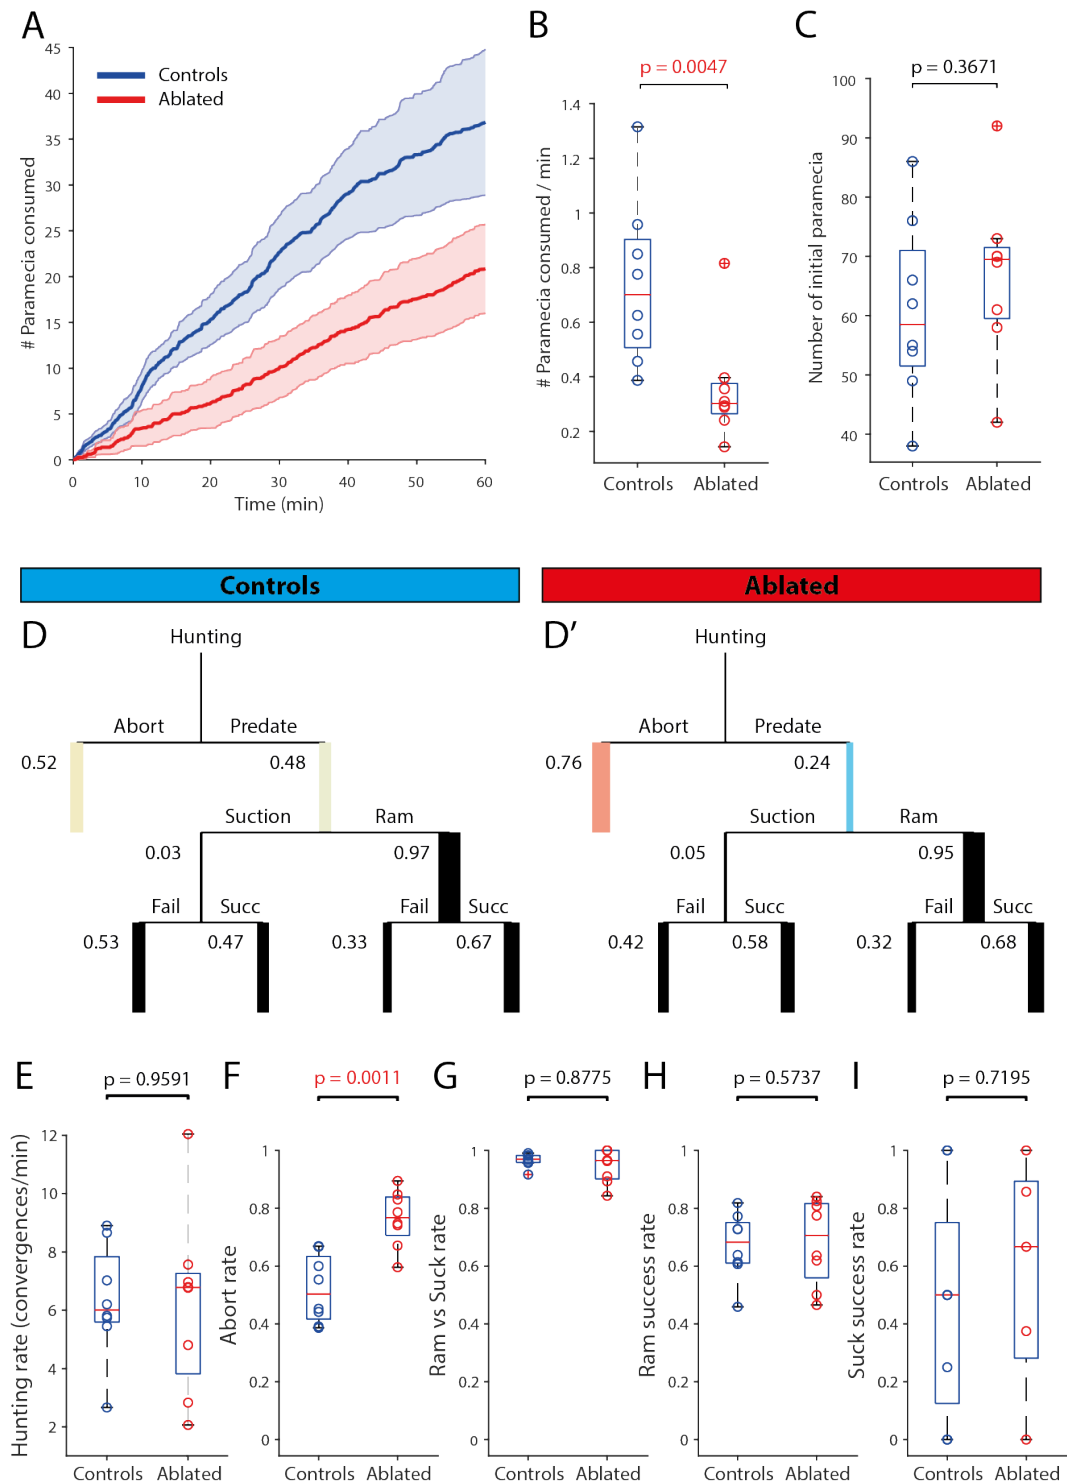 A
B
C
Controls
Ablated
# Paramecia consumed
45
40
35
30
25
20
15
10
5
0
0
10
20
30
40
50
60
Time (min)
p = 0.0047
# Paramecia consumed / min
1.4
1.2
1
0.8
0.6
0.4
0.2
Controls
Ablated
p = 0.3671
Number of initial paramecia
100
90
80
70
60
50
40
Controls
Ablated
Controls
Ablated
D
Hunting
Abort
Predate
0.52
0.48
Suction
Ram
0.03
0.97
Fail
Succ
Fail
Succ
0.53
0.47
0.33
0.67
D'
Hunting
Abort
Predate
0.76
0.24
Suction
Ram
0.05
0.95
Fail
Succ
Fail
Succ
0.42
0.58
0.32
0.68
E
p = 0.9591
Hunting rate (convergences/min)
12
10
8
6
4
2
Controls
Ablated
F
p = 0.0011
Abort rate
1
0.8
0.6
0.4
0.2
0
Controls
Ablated
G
p = 0.8775
Ram vs Suck rate
1
0.8
0.6
0.4
0.2
0
Controls
Ablated
H
p = 0.5737
Ram success rate
1
0.8
0.6
0.4
0.2
0
Controls
Ablated
I
p = 0.7195
Suck success rate
1
0.8
0.6
0.4
0.2
0
Controls
Ablated